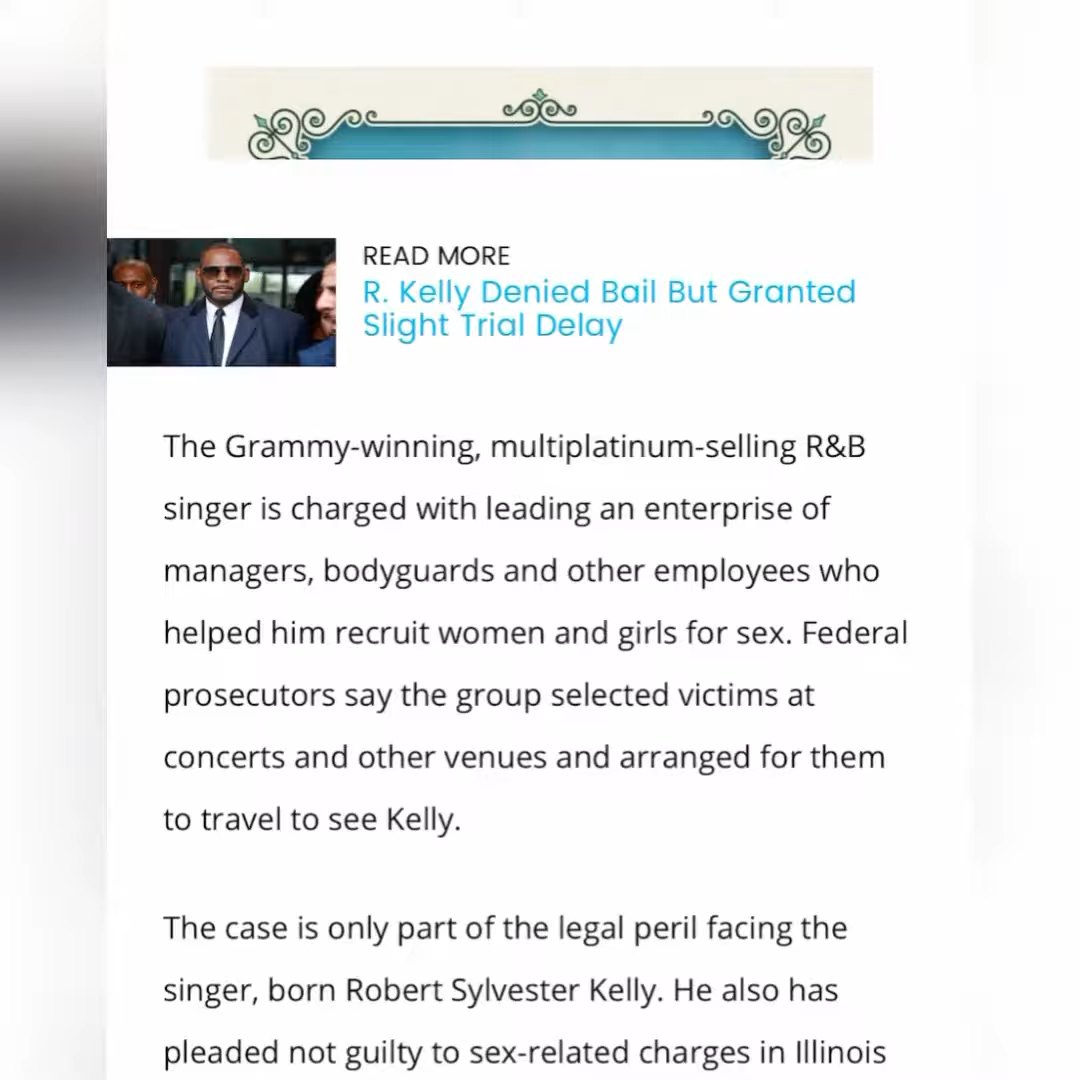 READ MORE
R. Kelly Denied Bail But Granted
Slight Trial Delay
The Grammy-winning, multiplatinum-selling R&B
singer is charged with leading an enterprise of
managers, bodyguards and other employees who
helped him recruit women and girls for sex. Federal
prosecutors say the group selected victims at
concerts and other venues and arranged for them
to travel to see Kelly.
The case is only part of the legal peril facing the
singer, born Robert Sylvester Kelly. He also has
pleaded not guilty to sex-related charges in Illinois